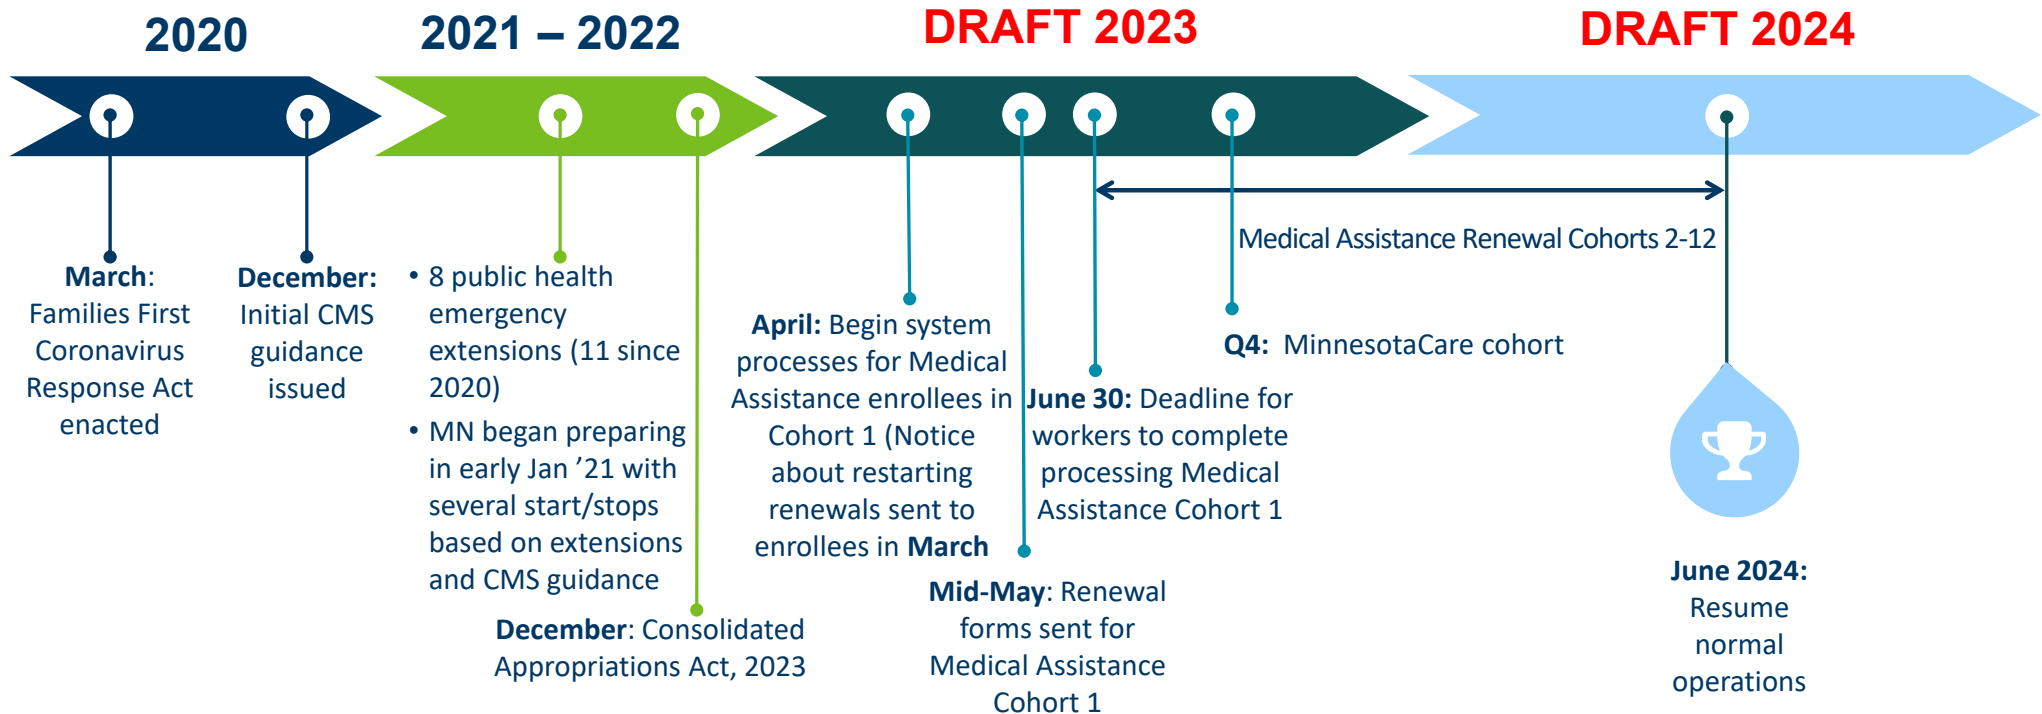 2020
2021 – 2022
DRAFT 2023
DRAFT 2024
March:
Families First
Coronavirus
Response Act
enacted
December:
Initial CMS
guidance
issued
• 8 public health
emergency
extensions (11 since
2020)
• MN began preparing
in early Jan ’21 with
several start/stops
based on extensions
and CMS guidance
December: Consolidated
Appropriations Act, 2023
April: Begin system
processes for Medical
Assistance enrollees in
Cohort 1 (Notice
about restarting
renewals sent to
enrollees in March
Mid-May: Renewal
forms sent for
Medical Assistance
Cohort 1
June 30: Deadline for
workers to complete
processing Medical
Assistance Cohort 1
Medical Assistance Renewal Cohorts 2-12
Q4: MinnesotaCare cohort
June 2024:
Resume
normal
operations